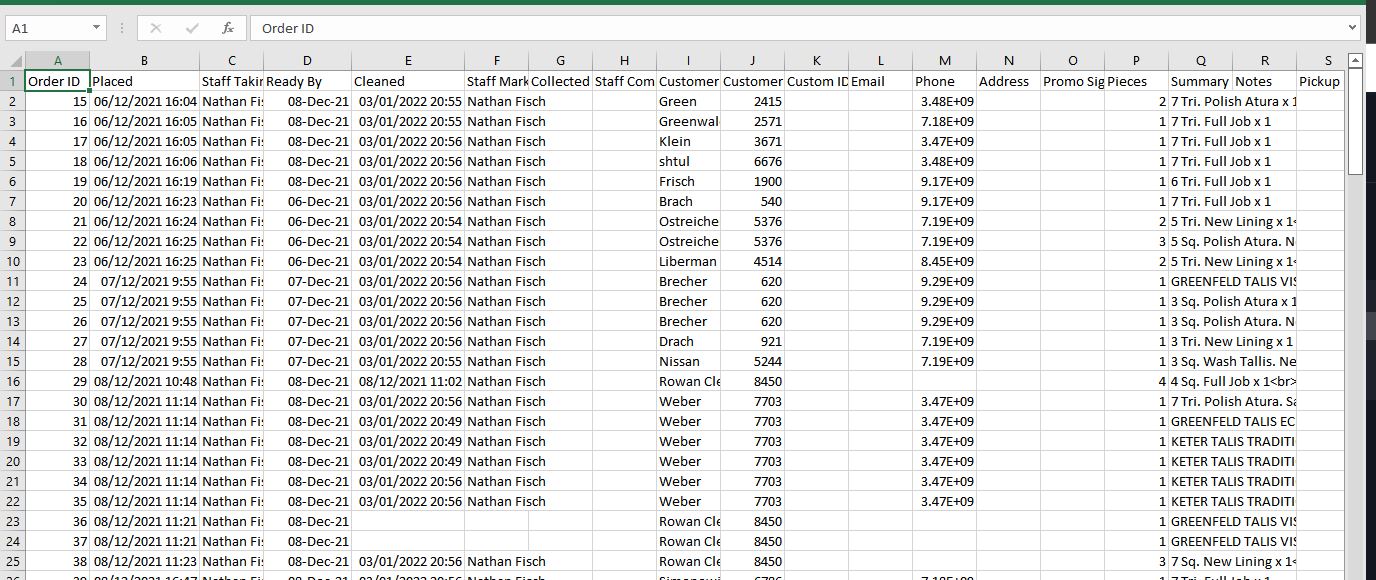 A1 fx Order ID
A B C D E F G H I J K L M N O P Q R S
1 Order ID Placed Staff Takin Ready By Cleaned Staff Mark Collected Staff Com Customer Customer Custom ID Email Phone Address Promo Sig Pieces Summary Notes Pickup
2 15 06/12/2021 16:04 Nathan Fis 08-Dec-21 03/01/2022 20:55 Nathan Fisch Green 2415 3.48E+09 2 7 Tri. Polish Atura x 1
3 16 06/12/2021 16:05 Nathan Fis 08-Dec-21 03/01/2022 20:55 Nathan Fisch Greenwal 2571 7.18E+09 1 7 Tri. Full Job x 1
4 17 06/12/2021 16:05 Nathan Fis 08-Dec-21 03/01/2022 20:56 Nathan Fisch Klein 3671 3.47E+09 1 7 Tri. Full Job x 1
5 18 06/12/2021 16:06 Nathan Fis 08-Dec-21 03/01/2022 20:56 Nathan Fisch shtul 6676 3.48E+09 1 7 Tri. Full Job x 1
6 19 06/12/2021 16:19 Nathan Fis 08-Dec-21 03/01/2022 20:56 Nathan Fisch Frisch 1900 9.17E+09 1 6 Tri. Full Job x 1
7 20 06/12/2021 16:23 Nathan Fis 06-Dec-21 03/01/2022 20:56 Nathan Fisch Brach 540 9.17E+09 1 7 Tri. Full Job x 1
8 21 06/12/2021 16:24 Nathan Fis 06-Dec-21 03/01/2022 20:54 Nathan Fisch Ostreiche 5376 7.19E+09 2 5 Tri. New Lining x 1<
9 22 06/12/2021 16:25 Nathan Fis 06-Dec-21 03/01/2022 20:54 Nathan Fisch Ostreiche 5376 7.19E+09 3 5 Sq. Polish Atura. N
10 23 06/12/2021 16:25 Nathan Fis 06-Dec-21 03/01/2022 20:54 Nathan Fisch Liberman 4514 8.45E+09 2 5 Tri. New Lining x 1<
11 24 07/12/2021 9:55 Nathan Fis 07-Dec-21 03/01/2022 20:56 Nathan Fisch Brecher 620 9.29E+09 1 GREENFELD TALIS VIS
12 25 07/12/2021 9:55 Nathan Fis 07-Dec-21 03/01/2022 20:56 Nathan Fisch Brecher 620 9.29E+09 1 3 Sq. Polish Atura x 1
13 26 07/12/2021 9:55 Nathan Fis 07-Dec-21 03/01/2022 20:56 Nathan Fisch Brecher 620 9.29E+09 1 3 Sq. Polish Atura. N
14 27 07/12/2021 9:55 Nathan Fis 07-Dec-21 03/01/2022 20:56 Nathan Fisch Drach 921 7.19E+09 1 3 Tri. New Lining x 1
15 28 07/12/2021 9:55 Nathan Fis 07-Dec-21 03/01/2022 20:55 Nathan Fisch Nissan 5244 7.19E+09 1 3 Sq. Wash Tallis. Ne
16 29 08/12/2021 10:48 Nathan Fis 08-Dec-21 08/12/2021 11:02 Nathan Fisch Rowan Cle 8450 4 4 Sq. Full Job x 1<br>
17 30 08/12/2021 11:14 Nathan Fis 08-Dec-21 03/01/2022 20:56 Nathan Fisch Weber 7703 3.47E+09 1 7 Tri. Polish Atura. Sa
18 31 08/12/2021 11:14 Nathan Fis 08-Dec-21 03/01/2022 20:49 Nathan Fisch Weber 7703 3.47E+09 1 GREENFELD TALIS EC
19 32 08/12/2021 11:14 Nathan Fis 08-Dec-21 03/01/2022 20:49 Nathan Fisch Weber 7703 3.47E+09 1 KETER TALIS TRADITI
20 33 08/12/2021 11:14 Nathan Fis 08-Dec-21 03/01/2022 20:49 Nathan Fisch Weber 7703 3.47E+09 1 KETER TALIS TRADITI
21 34 08/12/2021 11:14 Nathan Fis 08-Dec-21 03/01/2022 20:56 Nathan Fisch Weber 7703 3.47E+09 1 KETER TALIS TRADITI
22 35 08/12/2021 11:14 Nathan Fis 08-Dec-21 03/01/2022 20:56 Nathan Fisch Weber 7703 3.47E+09 1 KETER TALIS TRADITI
23 36 08/12/2021 11:21 Nathan Fis 08-Dec-21 Rowan Cle 8450 1 GREENFELD TALIS VIS
24 37 08/12/2021 11:21 Nathan Fis 08-Dec-21 Rowan Cle 8450 1 GREENFELD TALIS VIS
25 38 08/12/2021 11:23 Nathan Fis 08-Dec-21 03/01/2022 20:56 Nathan Fisch Rowan Cle 8450 3 7 Sq. New Lining x 1<